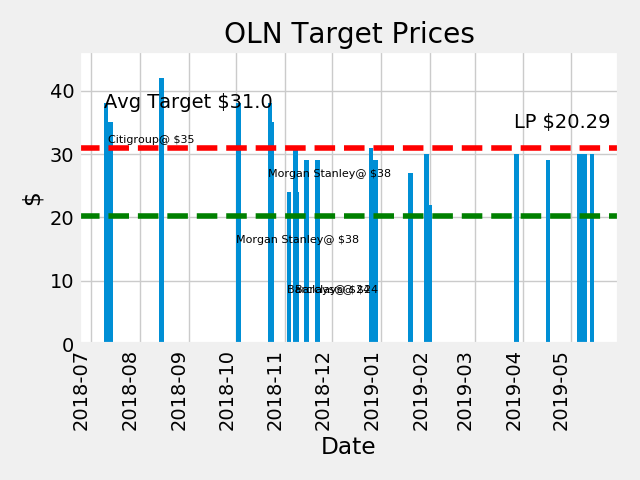 OLN Target Prices
Avg Target $31.0
LP $20.29
Citigroup@ $35
Morgan Stanley@ $38
Morgan Stanley@ $38
$
40
30
20
10
0
2018-07
2018-08
2018-09
2018-10
2018-11
2018-12
2019-01
2019-02
2019-03
2019-04
2019-05
Date